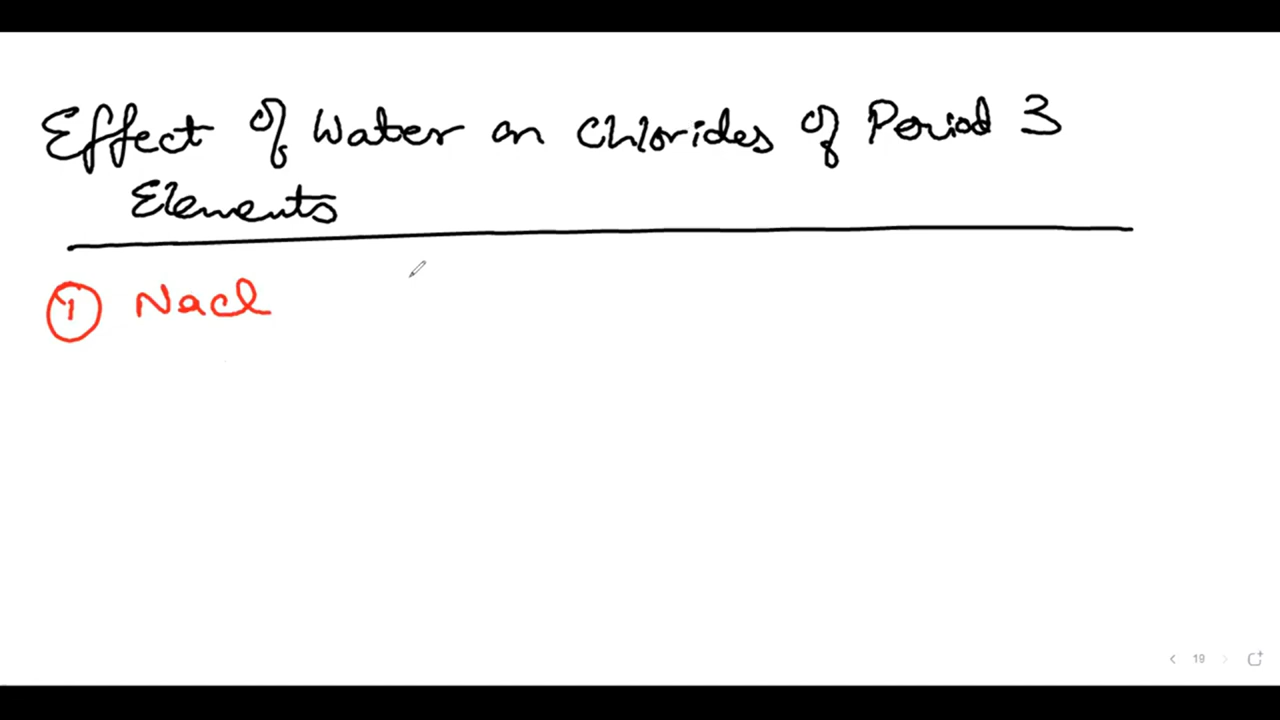 Effect of Water on Chlorides of Period 3
Elements
1 NaCl
19